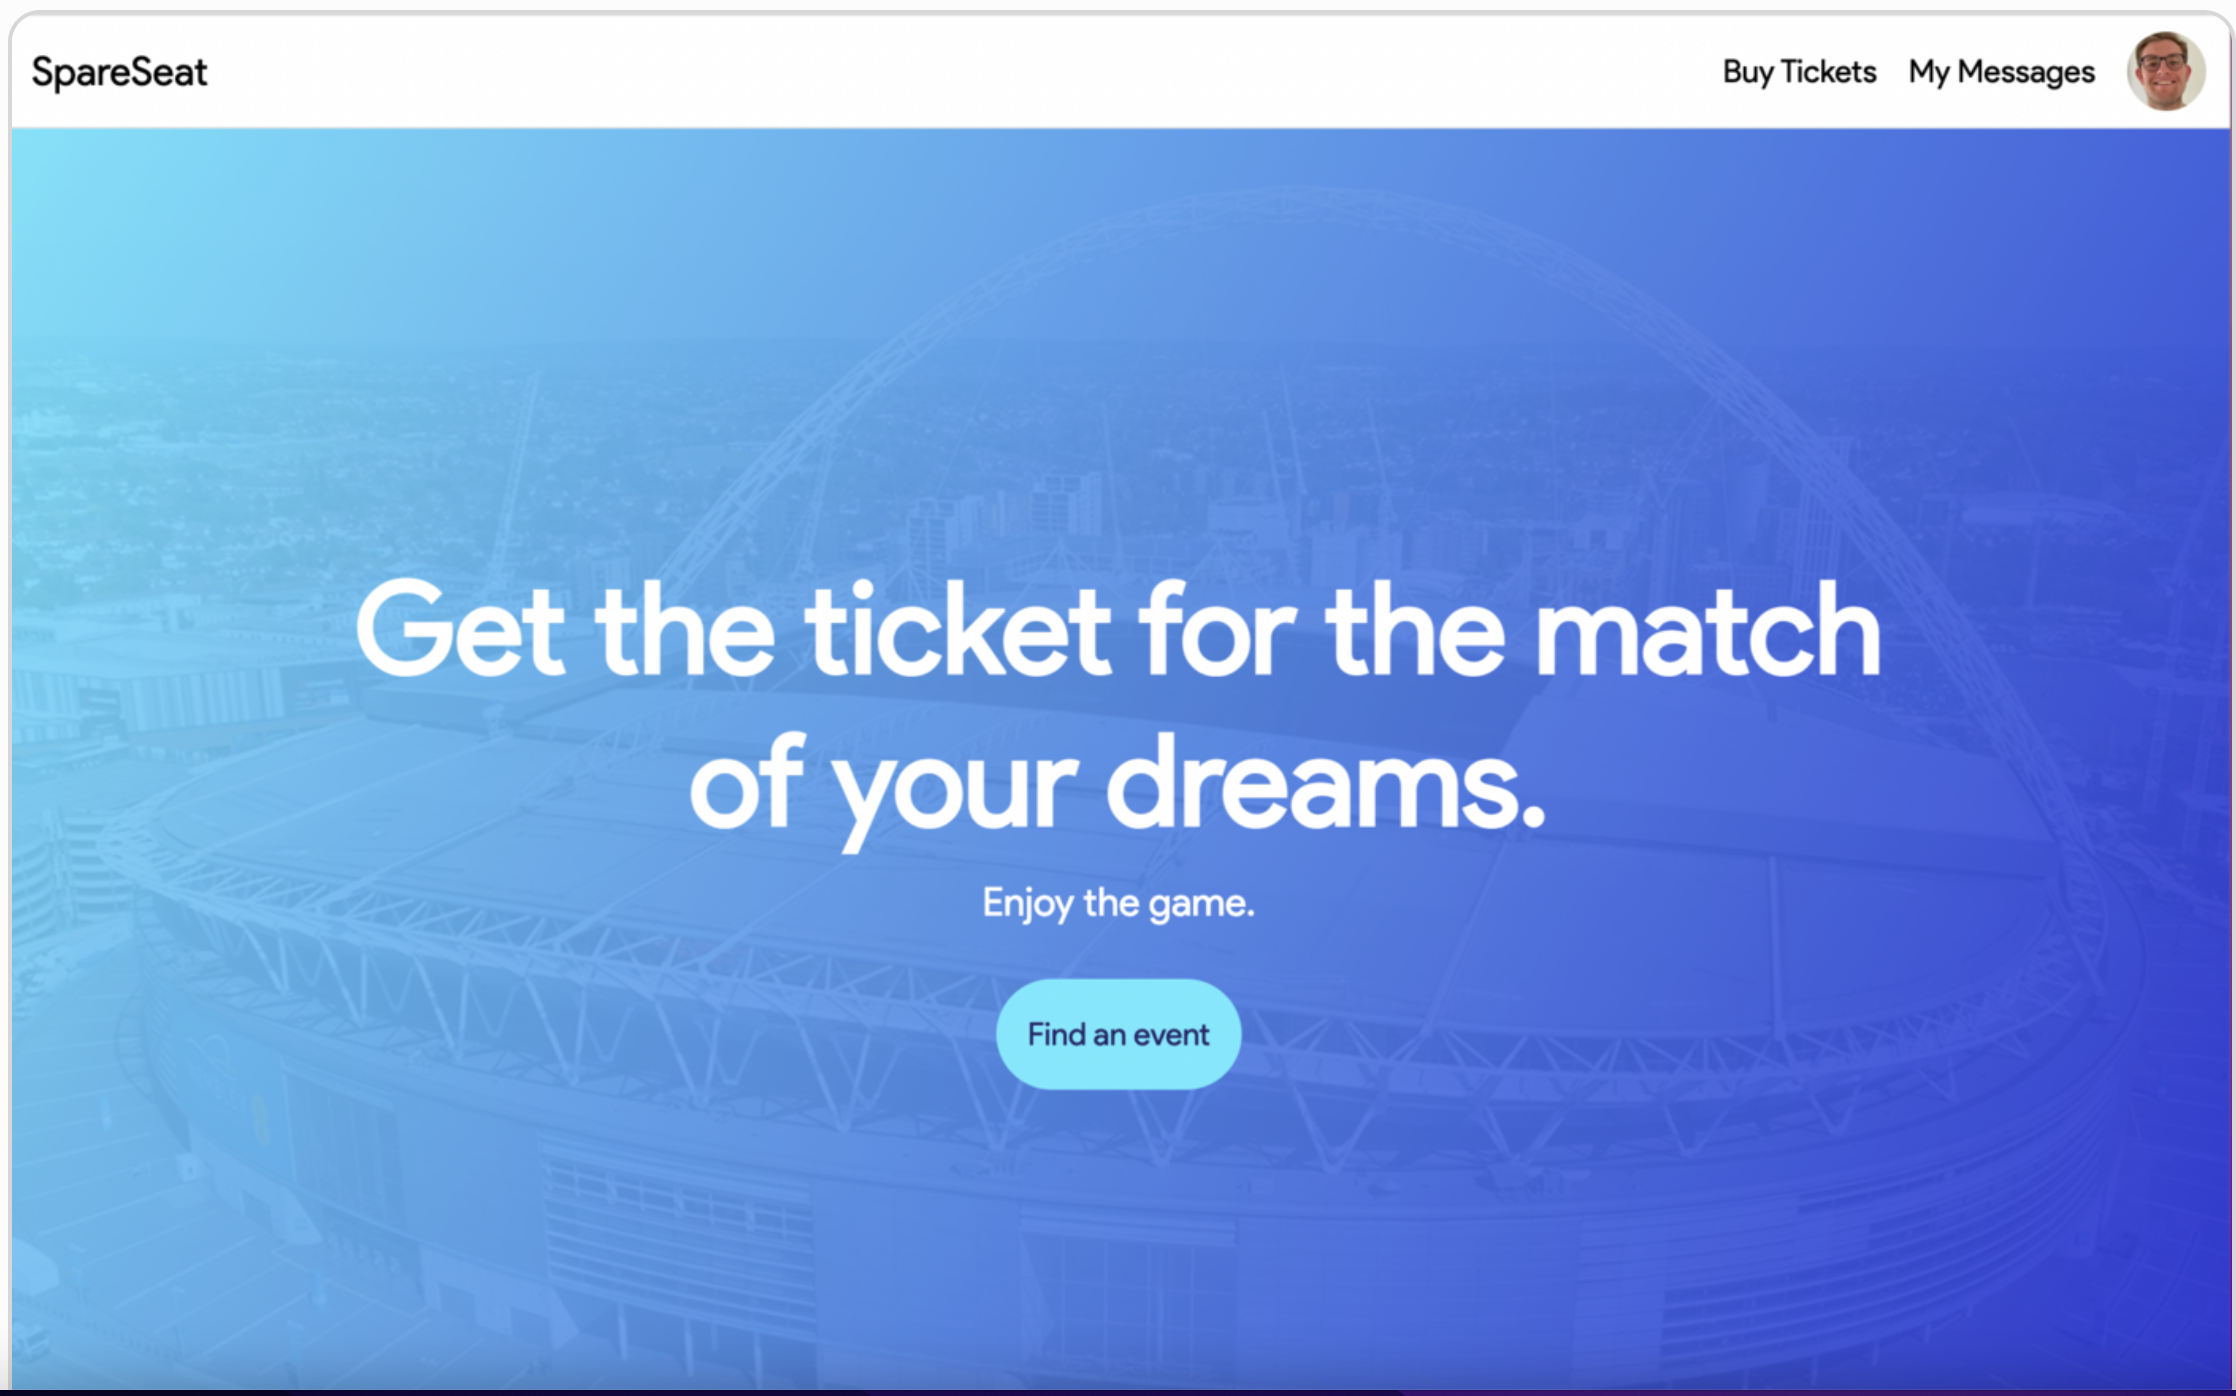 SpareSeat
Buy Tickets
My Messages
Get the ticket for the match
of your dreams.
Enjoy the game.
Find an event